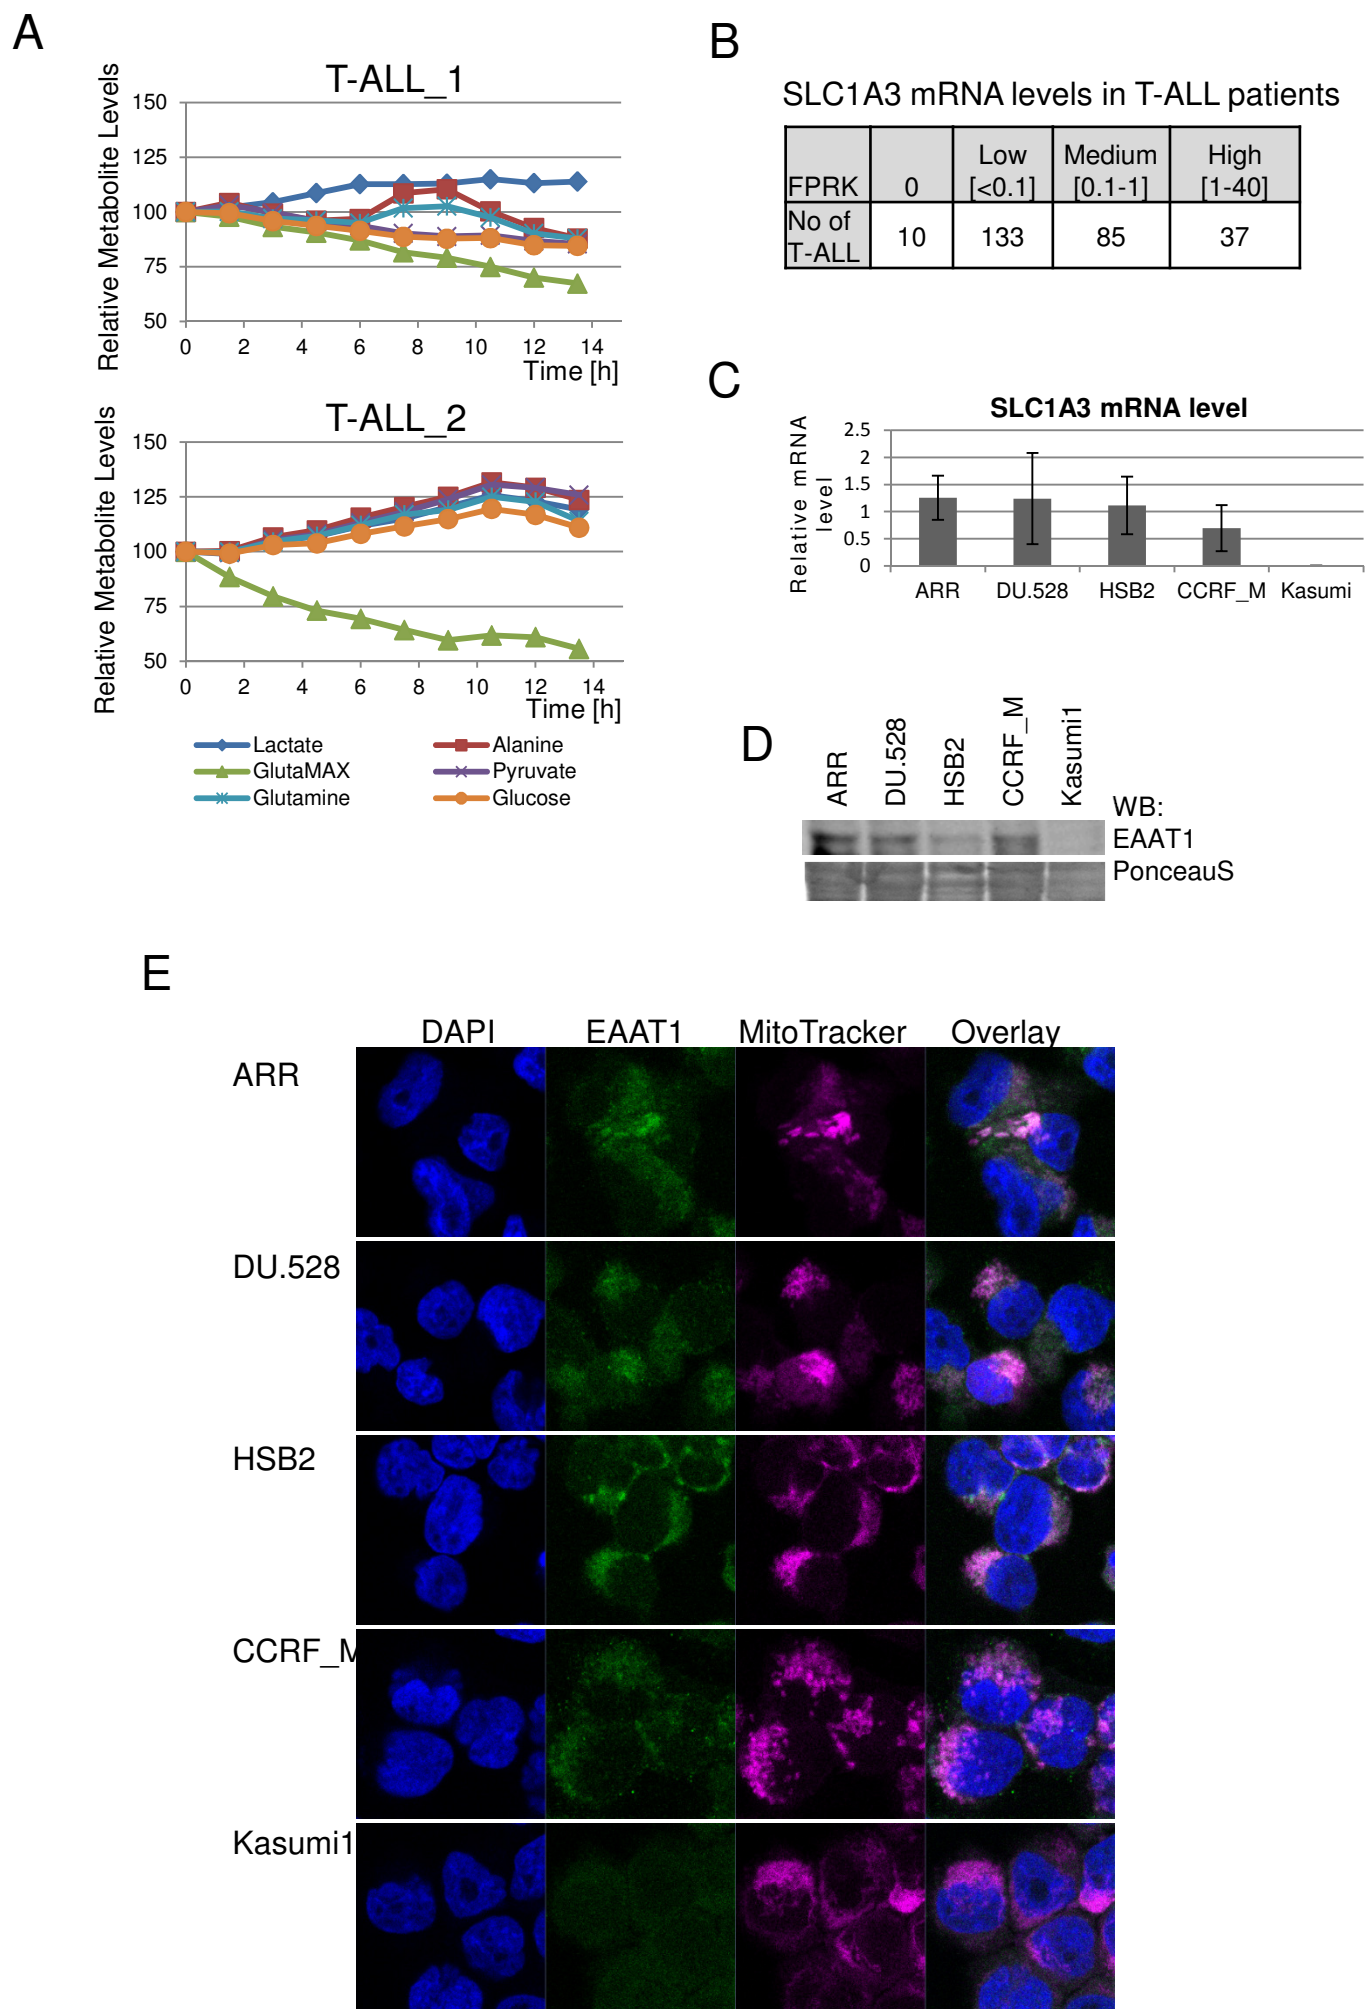 A
T-ALL_1
Relative Metabolite Levels
150
125
100
75
50
0 2 4 6 8 10 12 14
Time [h]
T-ALL_2
Relative Metabolite Levels
150
125
100
75
50
0 2 4 6 8 10 12 14
Time [h]
Lactate Alanine
GlutaMAX Pyruvate
Glutamine Glucose
B
SLC1A3 mRNA levels in T-ALL patients
Low Medium High
FPRK 0 [<0.1] [0.1-1] [1-40]
No of
T-ALL 10 133 85 37
C
SLC1A3 mRNA level
Relative mRNA
level
2.5
2
1.5
1
0.5
0
ARR DU.528 HSB2 CCRF_M Kasumi
D
ARR DU.528 HSB2 CCRF_M Kasumi1
WB:
EAAT1
PonceauS
E
DAPI EAAT1 MitoTracker Overlay
ARR
DU.528
HSB2
CCRF_M
Kasumi1